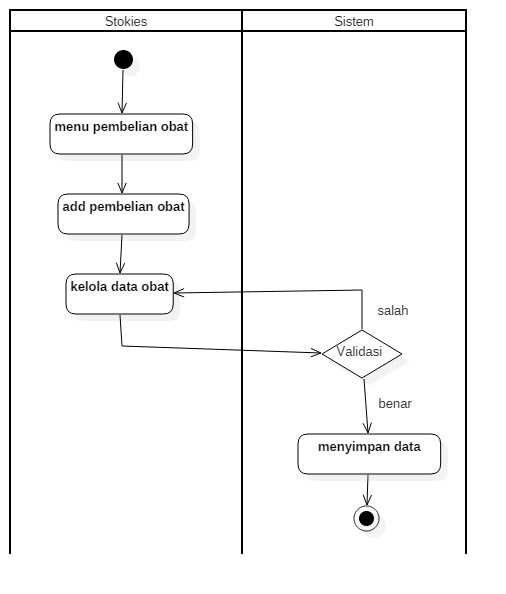 Stokies
Sistem
menu pembelian obat
add pembelian obat
kelola data obat
salah
Validasi
benar
menyimpan data